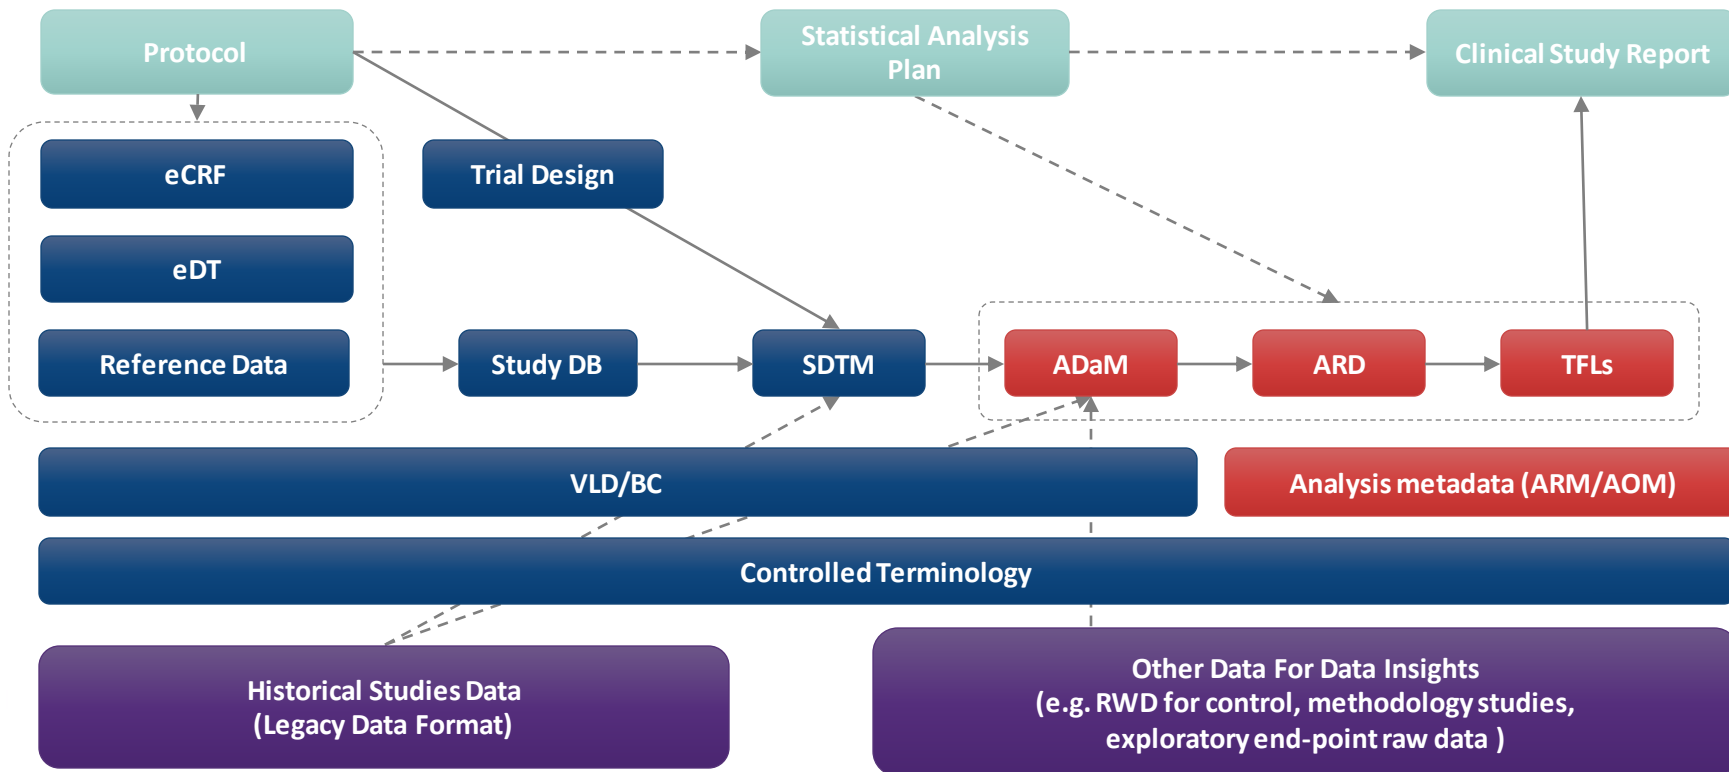 Protocol
Statistical Analysis
Plan
Clinical Study Report
eCRF
Trial Design
eDT
Reference Data
Study DB
SDTM
ADaM
ARD
TFLs
VLD/BC
Analysis metadata (ARM/AOM)
Controlled Terminology
Historical Studies Data
(Legacy Data Format)
Other Data For Data Insights
(e.g. RWD for control, methodology studies,
exploratory end-point raw data )